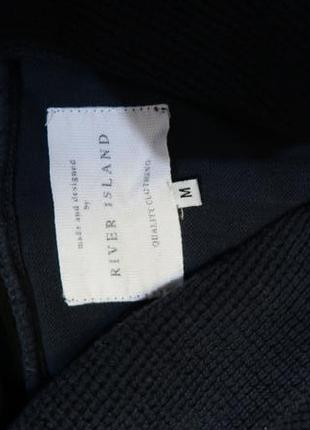 made and designed
by
RIVER ISLAND
QUALITY CLOTHING
M